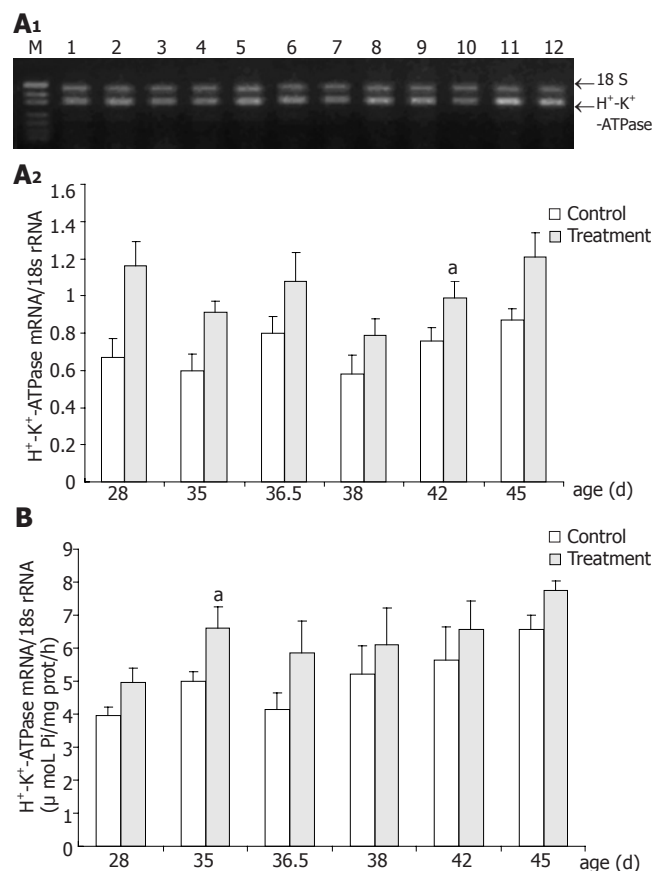 A1
M 1 2 3 4 5 6 7 8 9 10 11 12
←18 S
←H⁺-K⁺
-ATPase
A2
H⁺-K⁺-ATPase mRNA/18s rRNA
1.6
1.4
1.2
1
0.8
0.6
0.4
0.2
0
Control
Treatment
a
28 35 36.5 38 42 45 age (d)
B
H⁺-K⁺-ATPase mRNA/18s rRNA
(μ moL Pi/mg prot/h)
9
8
7
6
5
4
3
2
1
0
Control
Treatment
a
28 35 36.5 38 42 45 age (d)